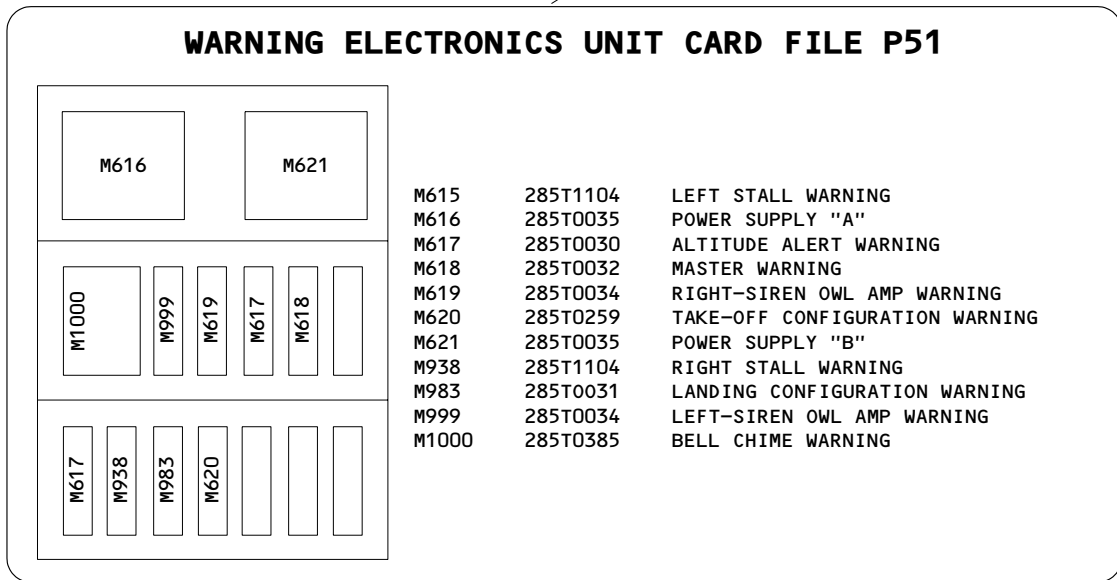 WARNING ELECTRONICS UNIT CARD FILE P51
M616 M621
M1000 M999 M619 M617 M618
M617 M938 M983 M620
M615 285T1104 LEFT STALL WARNING
M616 285T0035 POWER SUPPLY "A"
M617 285T0030 ALTITUDE ALERT WARNING
M618 285T0032 MASTER WARNING
M619 285T0034 RIGHT-SIREN OWL AMP WARNING
M620 285T0259 TAKE-OFF CONFIGURATION WARNING
M621 285T0035 POWER SUPPLY "B"
M938 285T1104 RIGHT STALL WARNING
M983 285T0031 LANDING CONFIGURATION WARNING
M999 285T0034 LEFT-SIREN OWL AMP WARNING
M1000 285T0385 BELL CHIME WARNING